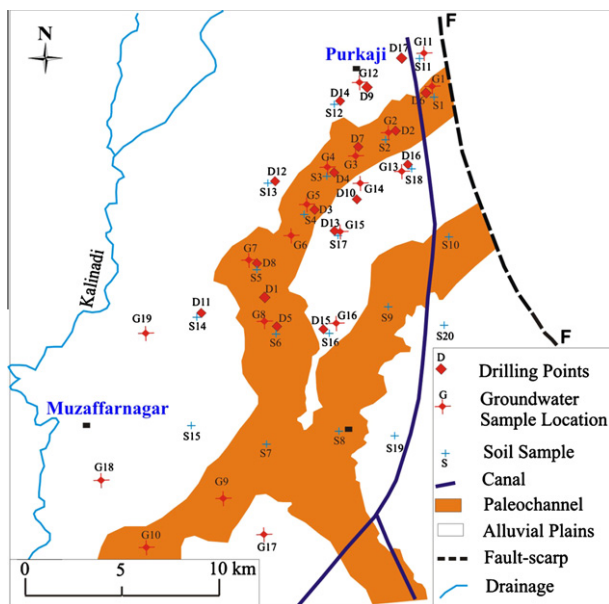 N
Purkaji
D17
G11
S11
F
G12
D9
D14
S12
G1
D6
S1
G2
D2
S2
D7
G3
G4
S3
D4
D16
G13
S18
D12
S13
G14
D10
G5
D3
S4
D13
G15
S17
G6
S10
G7
D8
S5
Kalinadi
D1
D11
S14
G8
D5
S6
D15
G16
S16
S9
S20
G19
F
Muzaffarnagar
S15
S7
S8
S19
G18
G9
G10
G17
0 5 10 km
D Drilling Points
G Groundwater
Sample Location
S Soil Sample
Canal
Paleochannel
Alluvial Plains
Fault-scarp
Drainage